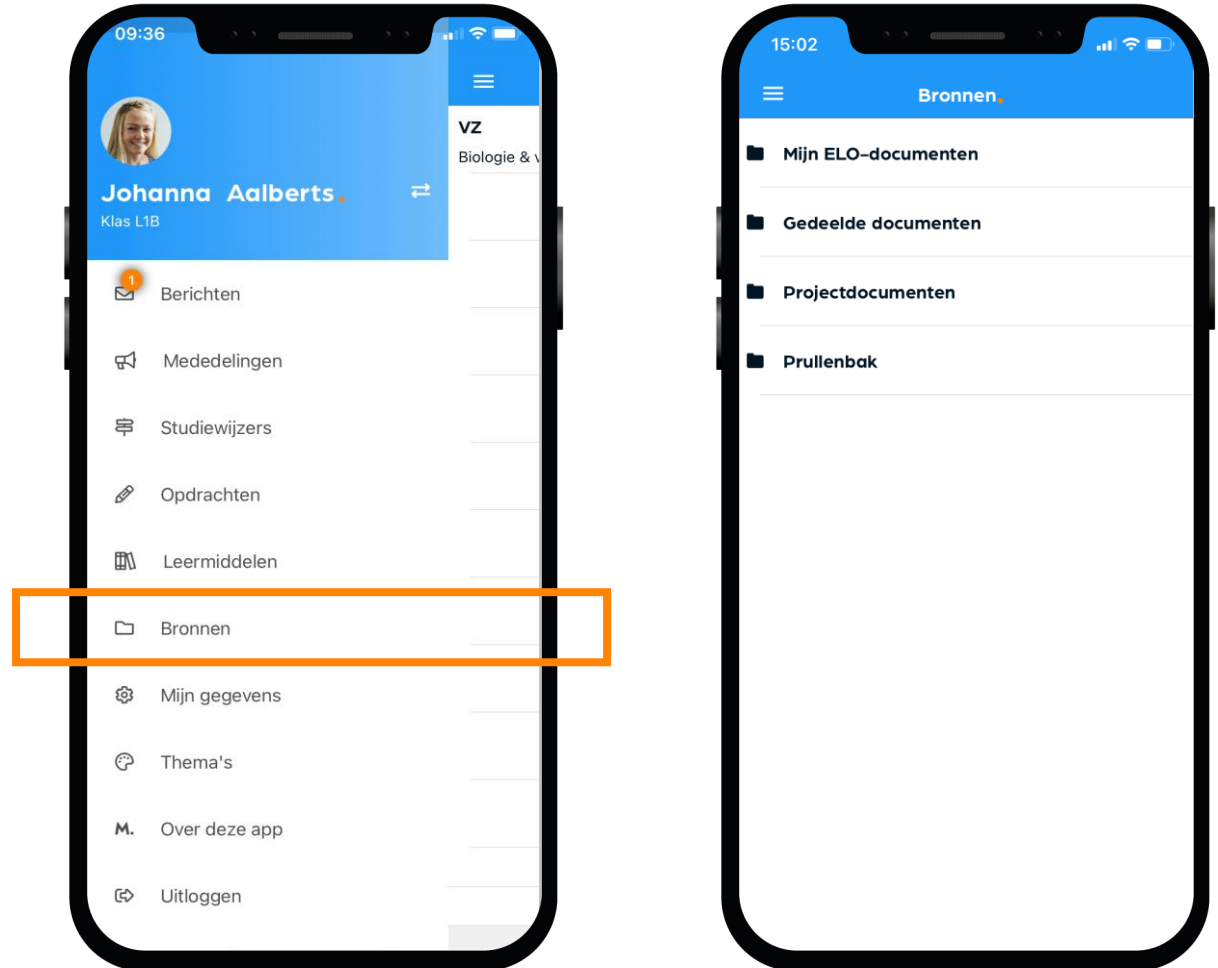 09:36
VZ
Biologie & v
Johanna Aalberts.
Klas L1B
1
Berichten
Mededelingen
Studiewijzers
Opdrachten
Leermiddelen
Bronnen
Mijn gegevens
Thema's
M. Over deze app
Uitloggen
15:02
Bronnen.
Mijn ELO-documenten
Gedeelde documenten
Projectdocumenten
Prullenbak